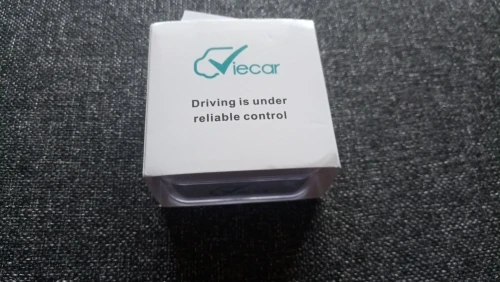 Viecar
Driving is under
reliable control